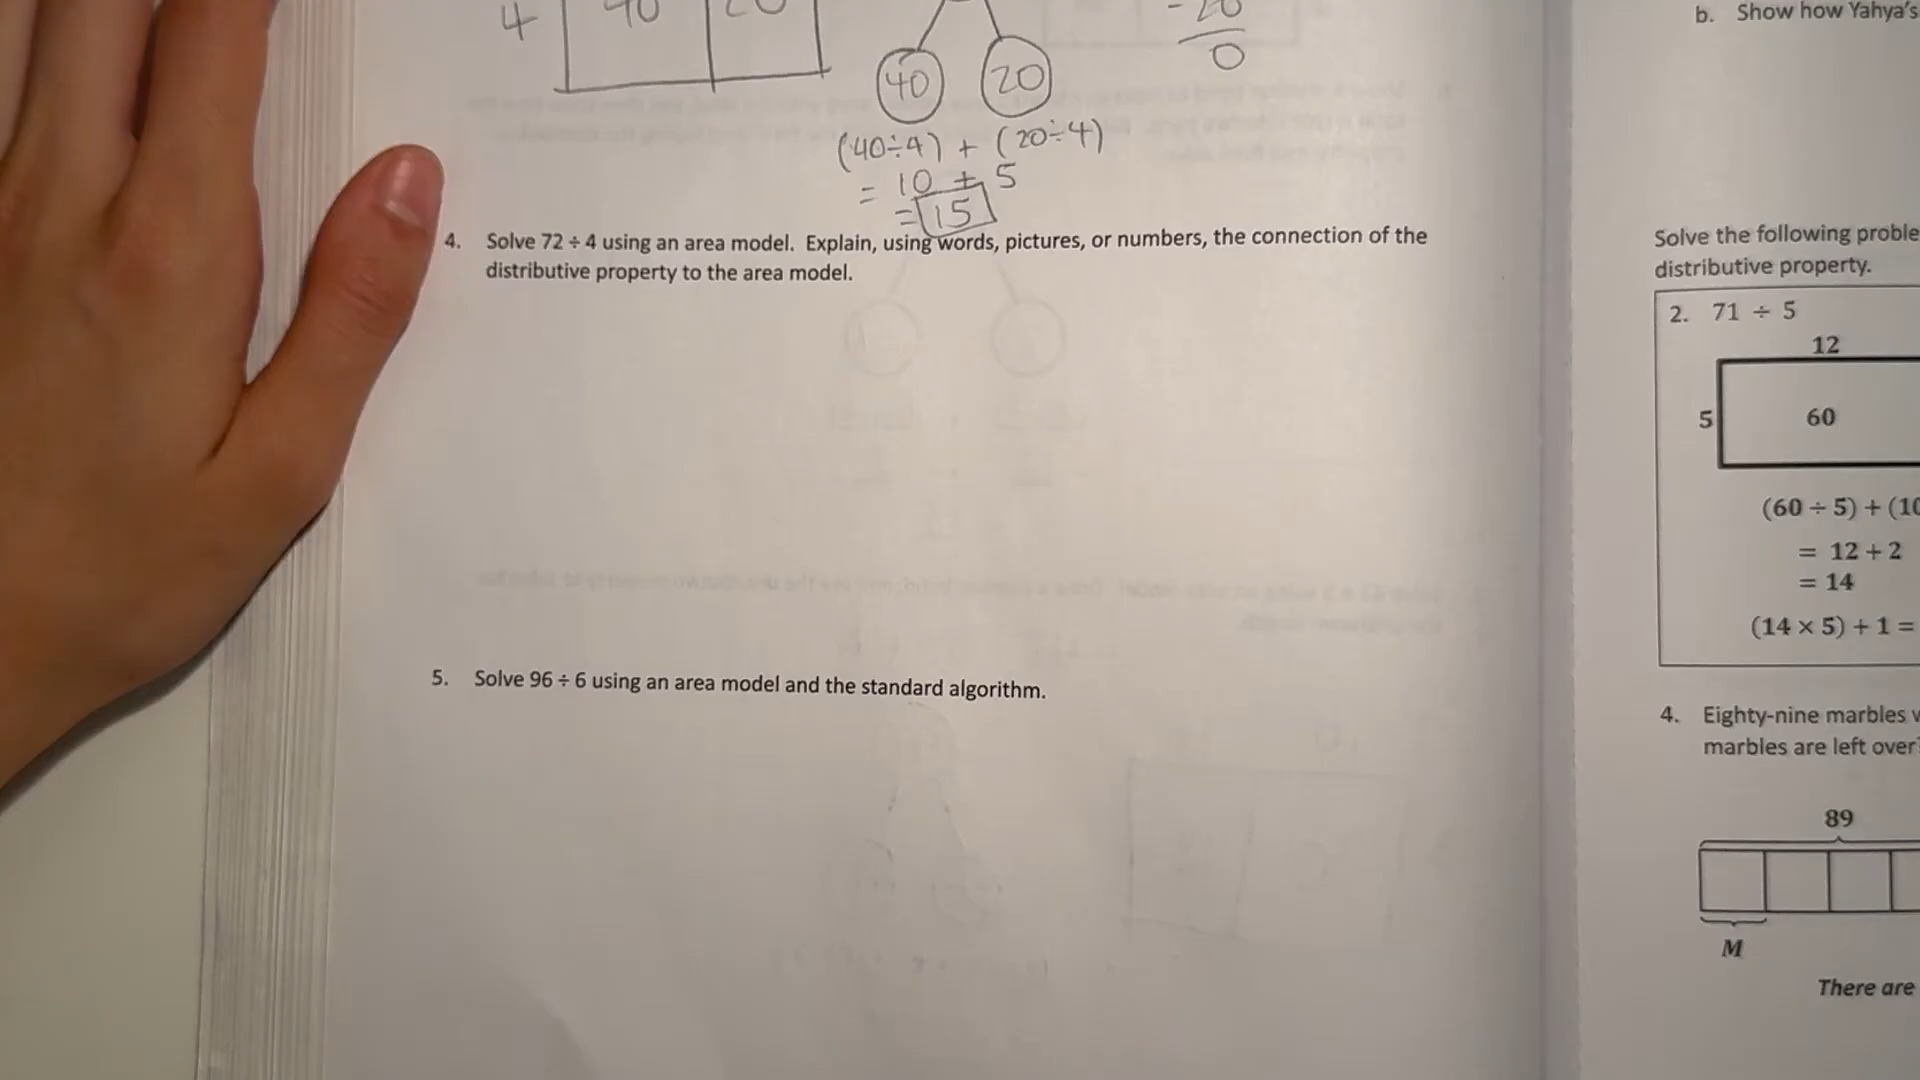 4 40 20
40 20
(40÷4) + (20÷4)
= 10 + 5
= 15
- 20
0
4. Solve 72 ÷ 4 using an area model. Explain, using words, pictures, or numbers, the connection of the
distributive property to the area model.
5. Solve 96 ÷ 6 using an area model and the standard algorithm.
b. Show how Yahya's
Solve the following proble
distributive property.
2. 71 ÷ 5
12
5 60
(60 ÷ 5) + (10
= 12 + 2
= 14
(14 × 5) + 1 =
4. Eighty-nine marbles w
marbles are left over?
89
M
There are